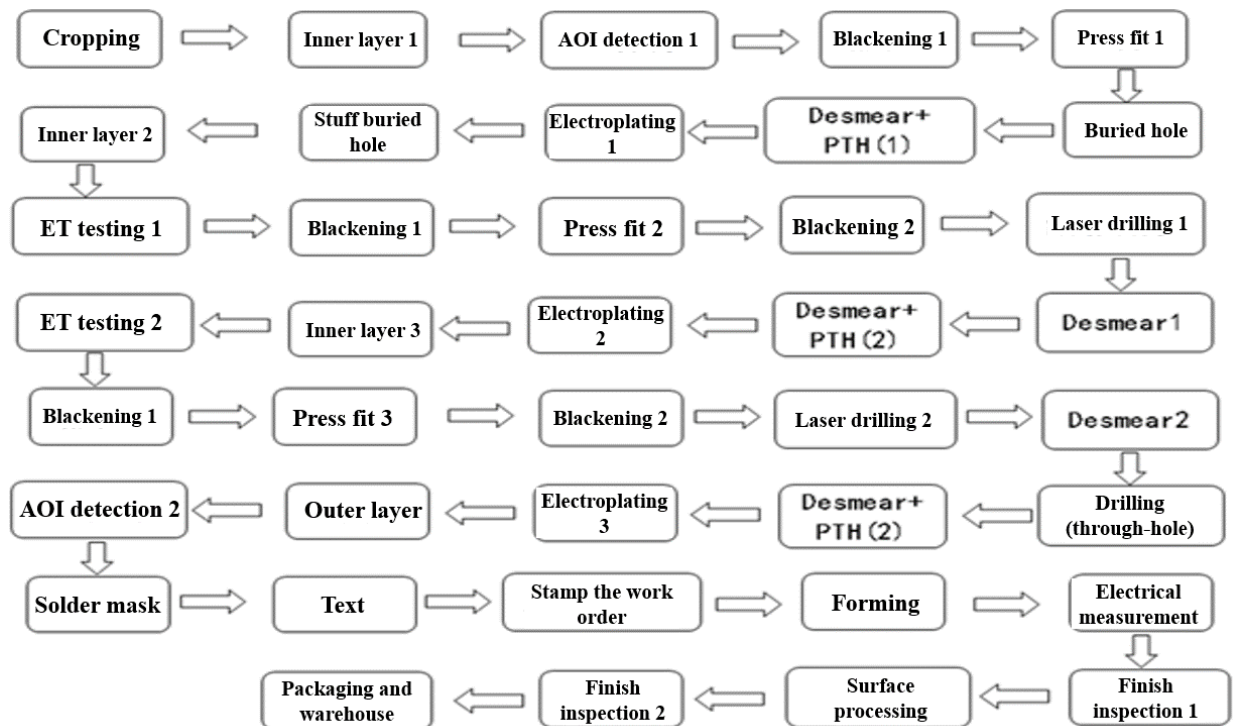 Cropping
Inner layer 1
AOI detection 1
Blackening 1
Press fit 1
Buried hole
Desmear+
PTH(1)
Electroplating
1
Stuff buried
hole
Inner layer 2
ET testing 1
Blackening 1
Press fit 2
Blackening 2
Laser drilling 1
Desmear1
Desmear+
PTH(2)
Electroplating
2
Inner layer 3
ET testing 2
Blackening 1
Press fit 3
Blackening 2
Laser drilling 2
Desmear2
Drilling
(through-hole)
Desmear+
PTH(2)
Electroplating
3
Outer layer
AOI detection 2
Solder mask
Text
Stamp the work
order
Forming
Electrical
measurement
Finish
inspection 1
Surface
processing
Finish
inspection 2
Packaging and
warehouse